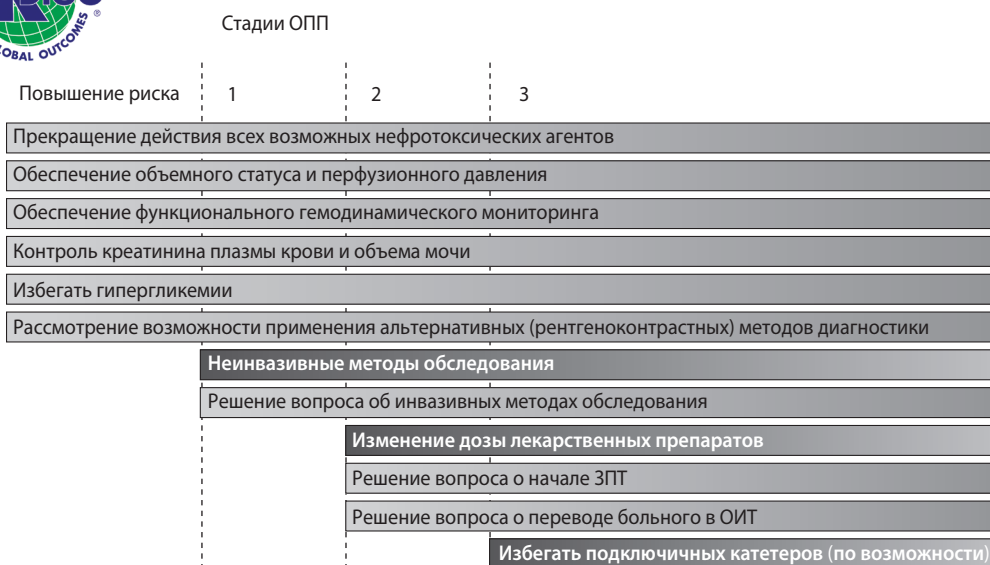 GLOBAL OUTCOMES ®
Стадии ОПП
Повышение риска 1 2 3
Прекращение действия всех возможных нефротоксических агентов
Обеспечение объемного статуса и перфузионного давления
Обеспечение функционального гемодинамического мониторинга
Контроль креатинина плазмы крови и объема мочи
Избегать гипергликемии
Рассмотрение возможности применения альтернативных (рентгеноконтрастных) методов диагностики
Неинвазивные методы обследования
Решение вопроса об инвазивных методах обследования
Изменение дозы лекарственных препаратов
Решение вопроса о начале ЗПТ
Решение вопроса о переводе больного в ОИТ
Избегать подключичных катетеров (по возможности)